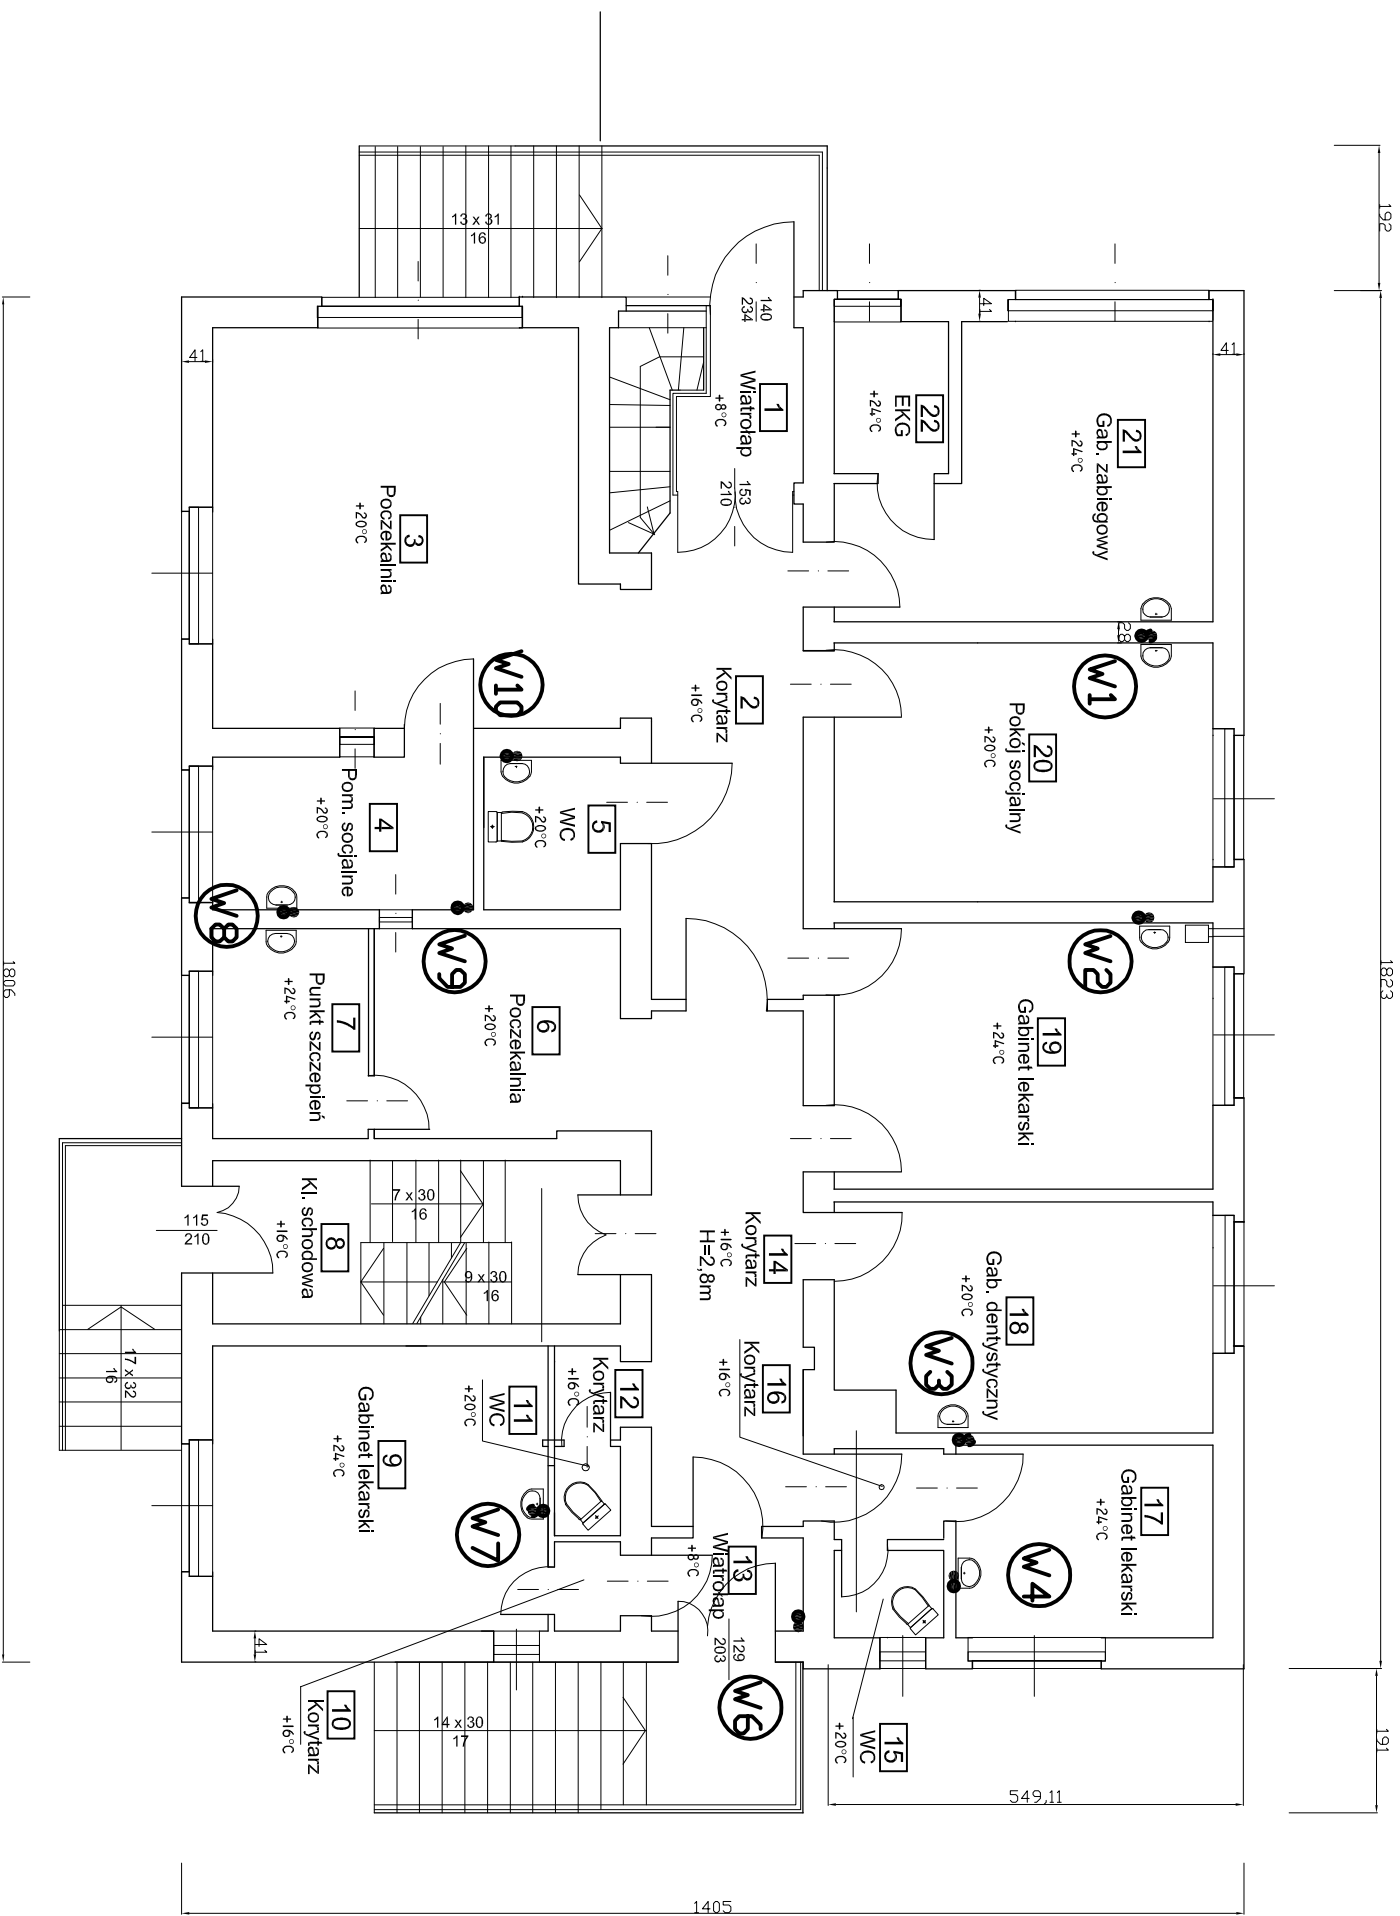 192
1823
191
549,11
1405
1806
41
41
41
41
28
13 x 31
16
140
234
1
Wiatrołap
+8°C
153
210
22
EKG
+24°C
21
Gab. zabiegowy
+24°C
3
Poczekalnia
+20°C
2
Korytarz
+16°C
W10
W1
20
Pokój socjalny
+20°C
4
Pom. socjalne
+20°C
5
WC
+20°C
W8
W9
W2
6
Poczekalnia
+20°C
7
Punkt szczepień
+24°C
19
Gabinet lekarski
+24°C
115
210
8
Kl. schodowa
+16°C
7 x 30
16
9 x 30
16
14
Korytarz
+16°C
H=2,8m
18
Gab. dentystyczny
+20°C
W3
17 x 32
16
9
Gabinet lekarski
+24°C
11
WC
+20°C
12
Korytarz
+16°C
16
Korytarz
+16°C
17
Gabinet lekarski
+24°C
W7
W4
13
Wiatrołap
+8°C
129
203
W6
10
Korytarz
+16°C
14 x 30
17
15
WC
+20°C